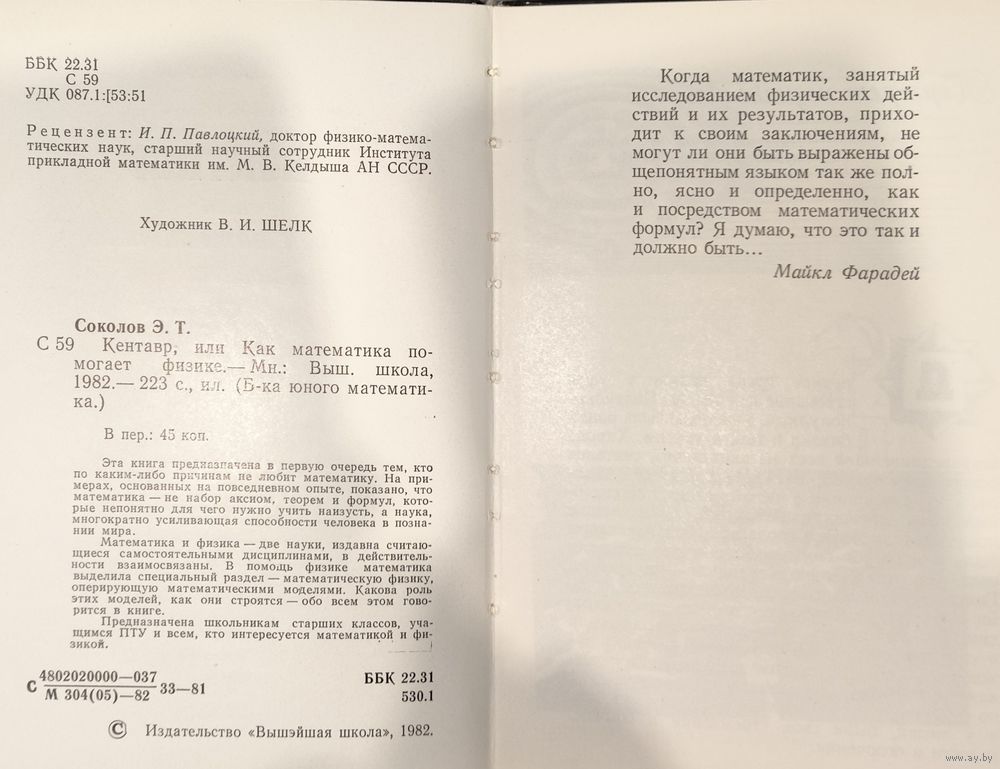 ББК 22.31
С 59
УДК 087.1:[53:51
Рецензент: И. П. Павлоцкий, доктор физико-матема-
тических наук, старший научный сотрудник Института
прикладной математики им. М. В. Келдыша АН СССР.
Художник В. И. ШЕЛК
Соколов Э. Т.
С 59 Кентавр, или Как математика по-
могает физике.— Мн.: Выш. школа,
1982.— 223 с., ил. (Б-ка юного математи-
ка.)
В пер.: 45 коп.
Эта книга предназначена в первую очередь тем, кто
по каким-либо причинам не любит математику. На при-
мерах, основанных на повседневном опыте, показано, что
математика — не набор аксиом, теорем и формул, кото-
рые непонятно для чего нужно учить наизусть, а наука,
многократно усиливающая способности человека в позна-
нии мира.
Математика и физика — две науки, издавна считаю-
щиеся самостоятельными дисциплинами, в действитель-
ности взаимосвязаны. В помощь физике математика
выделила специальный раздел — математическую физику,
оперирующую математическими моделями. Какова роль
этих моделей, как они строятся — обо всем этом гово-
рится в книге.
Предназначена школьникам старших классов, уча-
щимся ПТУ и всем, кто интересуется математикой и фи-
зикой.
С 4802020000—037
М 304(05)—82 33—81
ББК 22.31
530.1
© Издательство «Вышэйшая школа», 1982.
Когда математик, занятый
исследованием физических дей-
ствий и их результатов, прихо-
дит к своим заключениям, не
могут ли они быть выражены об-
щепонятным языком так же пол-
но, ясно и определенно, как
и посредством математических
формул? Я думаю, что это так и
должно быть...
Майкл Фарадей
www.ay.by